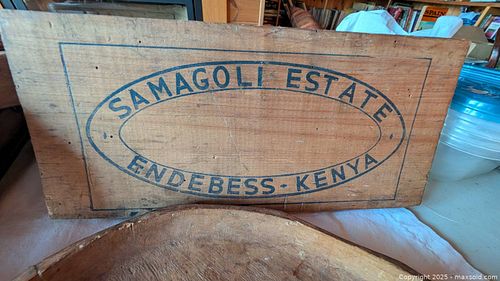 SAMAGOLI ESTATE
ENDEBESS - KENYA
Copyright © 2025 - maxsold.com